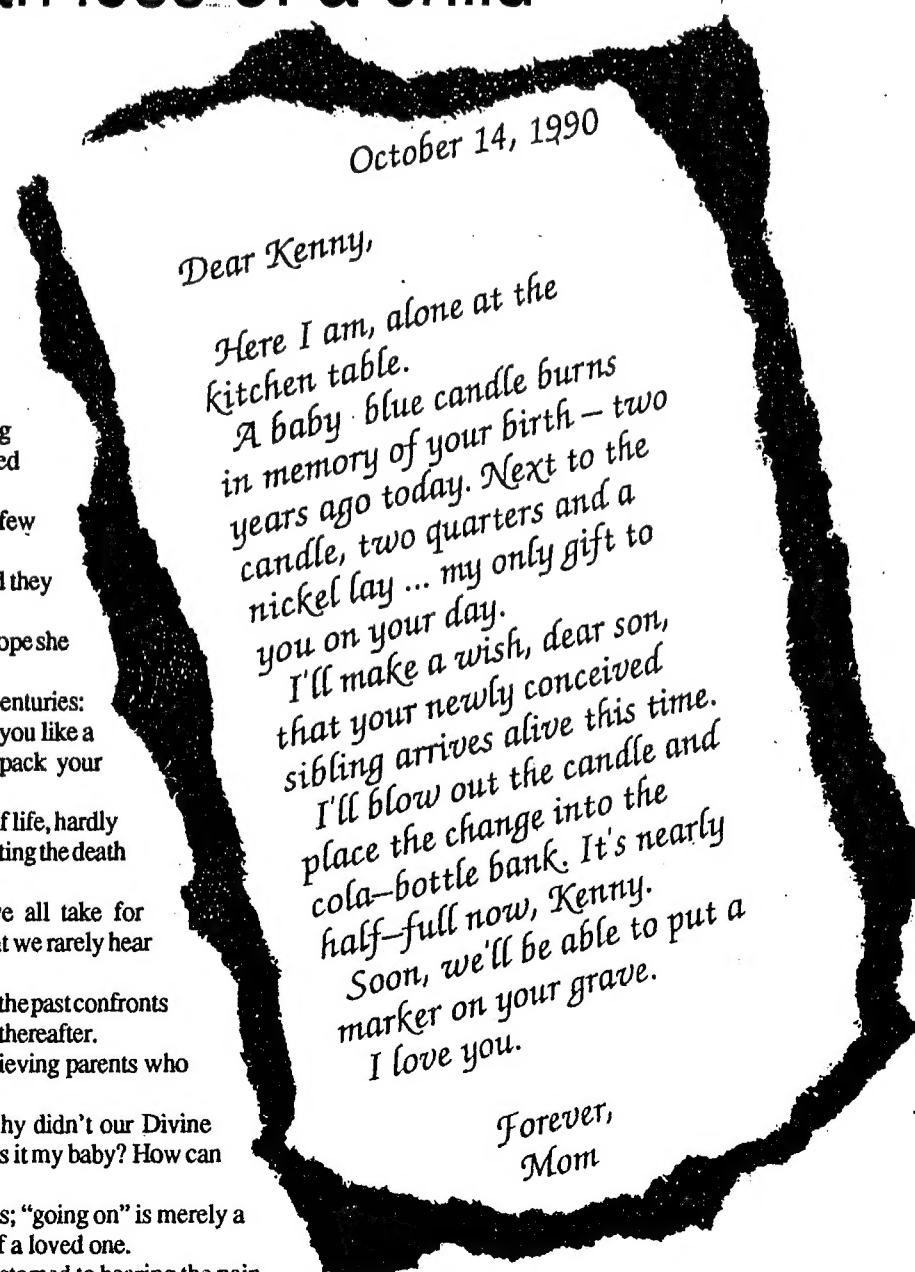 loss of a child
g
ed
few
l they
ope she
enturies:
you like a
pack your
f life, hardly
ting the death
e all take for
t we rarely hear
the past confronts
thereafter.
ieving parents who
hy didn't our Divine
s it my baby? How can
s; "going on" is merely a
f a loved one.
October 14, 1990
Dear Kenny,
Here I am, alone at the
kitchen table.
A baby blue candle burns
in memory of your birth – two
years ago today. Next to the
candle, two quarters and a
nickel lay ... my only gift to
you on your day.
I'll make a wish, dear son,
that your newly conceived
sibling arrives alive this time.
I'll blow out the candle and
place the change into the
cola–bottle bank. It's nearly
half–full now, Kenny.
Soon, we'll be able to put a
marker on your grave.
I love you.
Forever,
Mom